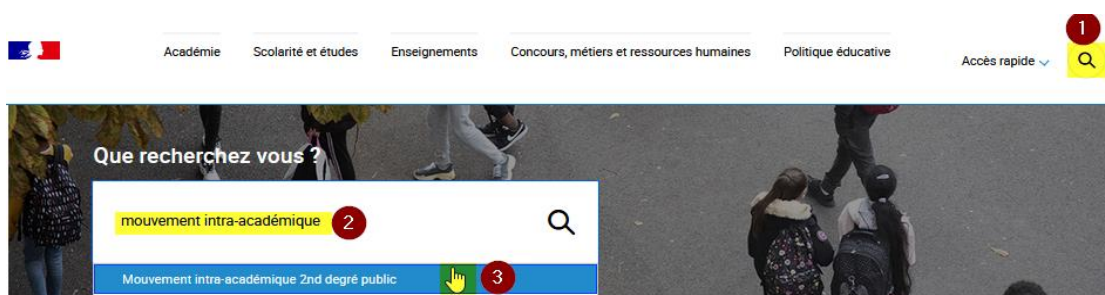 1
Académie Scolarité et études Enseignements Concours, métiers et ressources humaines Politique éducative Accès rapide
Que recherchez vous ?
mouvement intra-académique 2
Mouvement intra-académique 2nd degré public 3